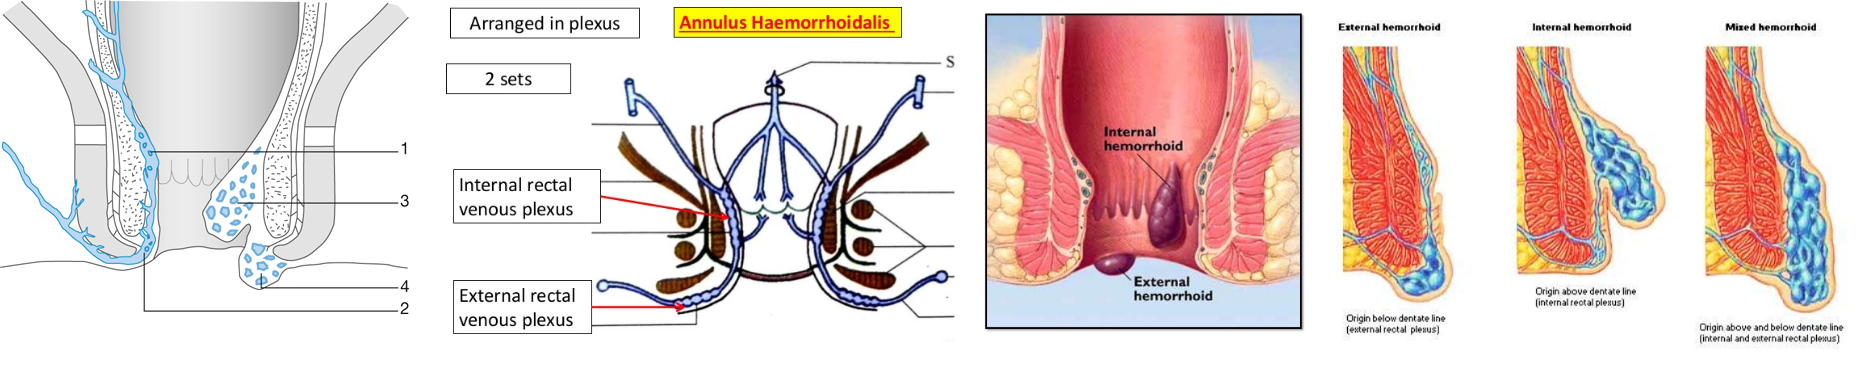 1
3
4
2
Arranged in plexus
Annulus Haemorrhoidalis
2 sets
S
Internal rectal
venous plexus
External rectal
venous plexus
Internal
hemorrhoid
External
hemorrhoid
External hemorrhoid
Origin below dentate line
(external rectal plexus)
Internal hemorrhoid
Origin above dentate line
(internal rectal plexus)
Mixed hemorrhoid
Origin above and below dentate line
(internal and external rectal plexus)